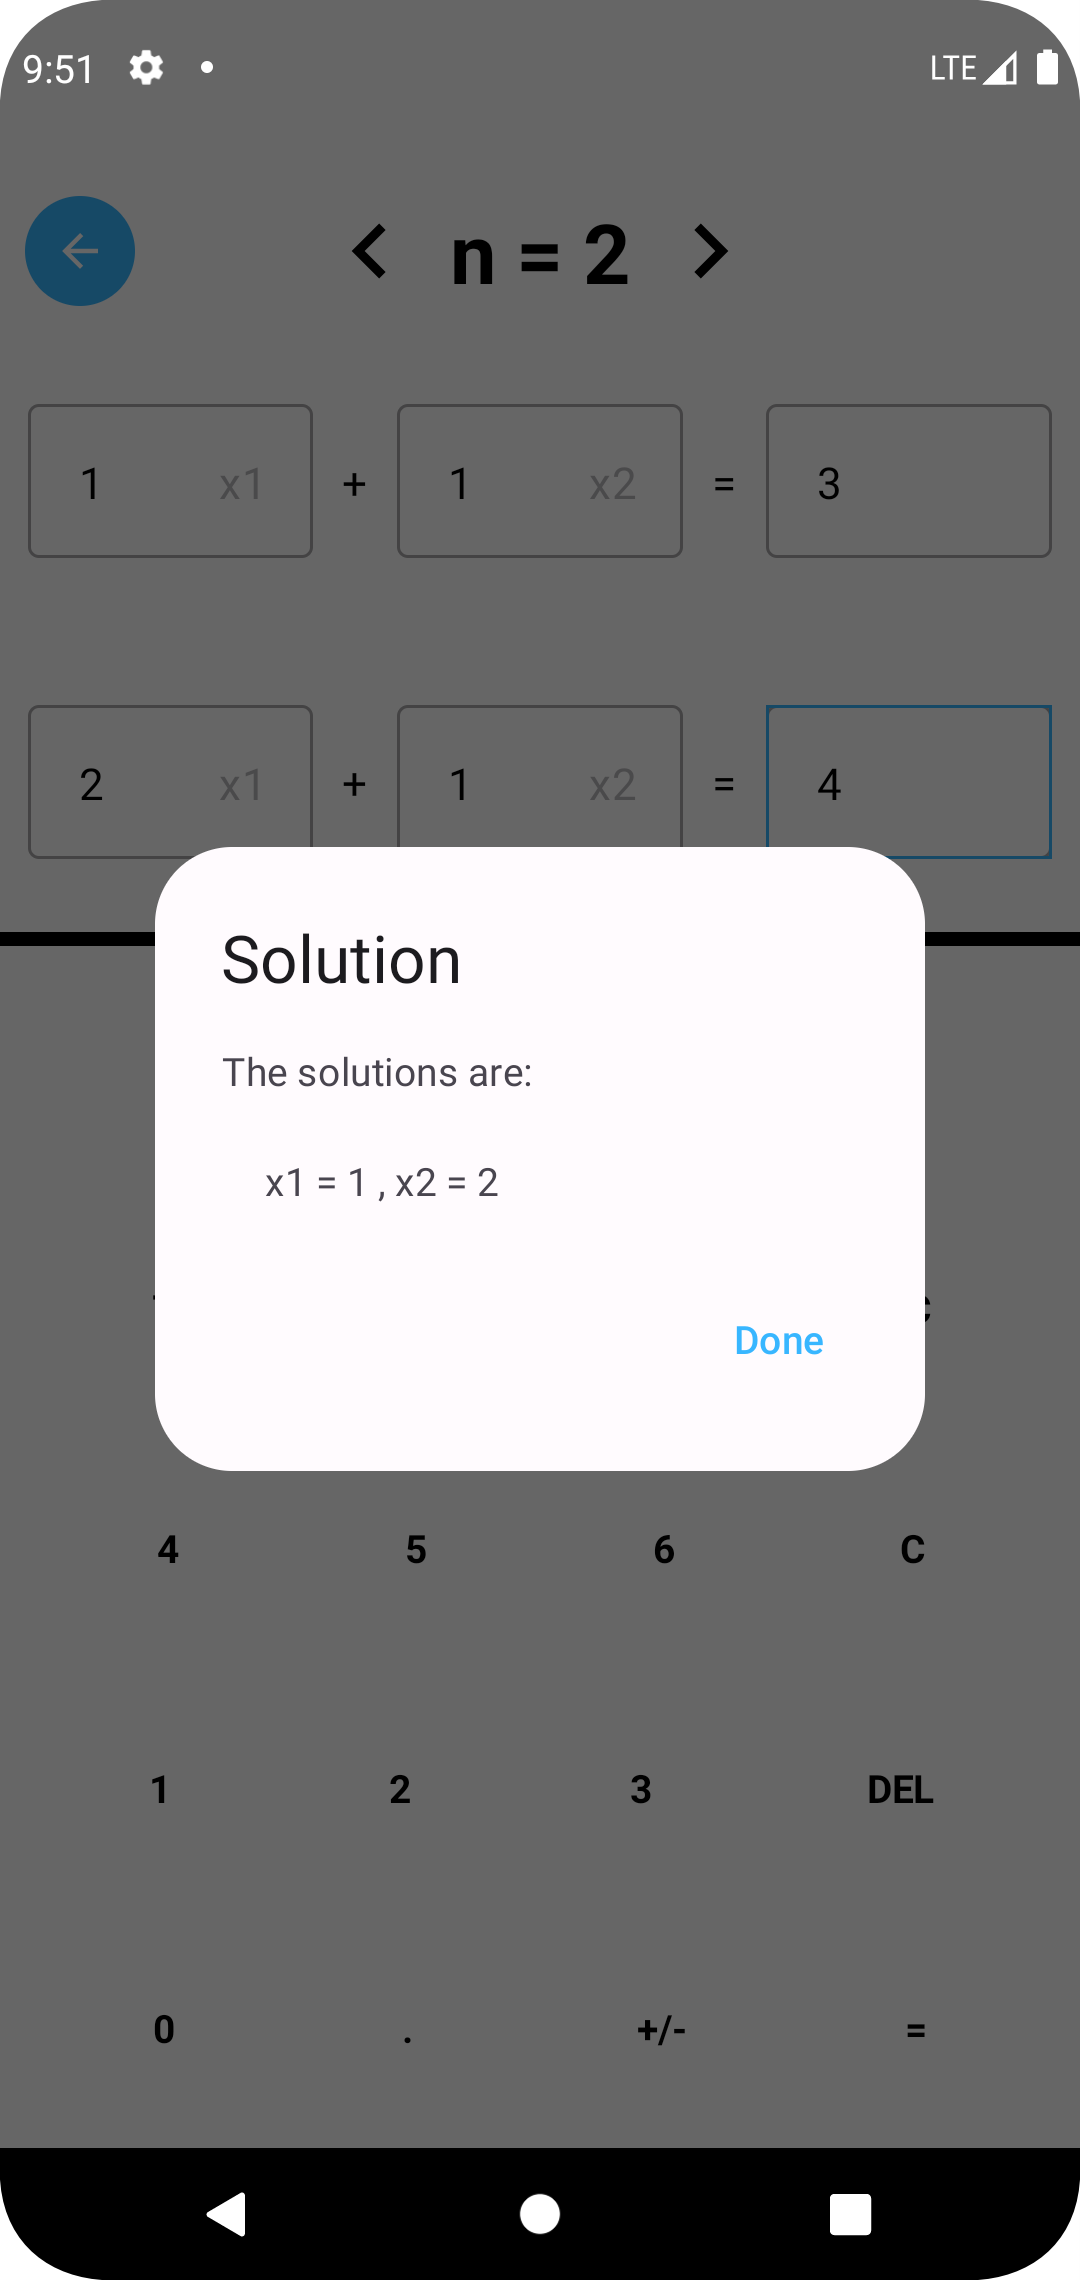 9:51 LTE
n = 2
1 x1 + 1 x2 = 3
2 x1 + 1 x2 = 4
Solution
The solutions are:
x1 = 1 , x2 = 2
Done
4 5 6 C
1 2 3 DEL
0 . +/- =